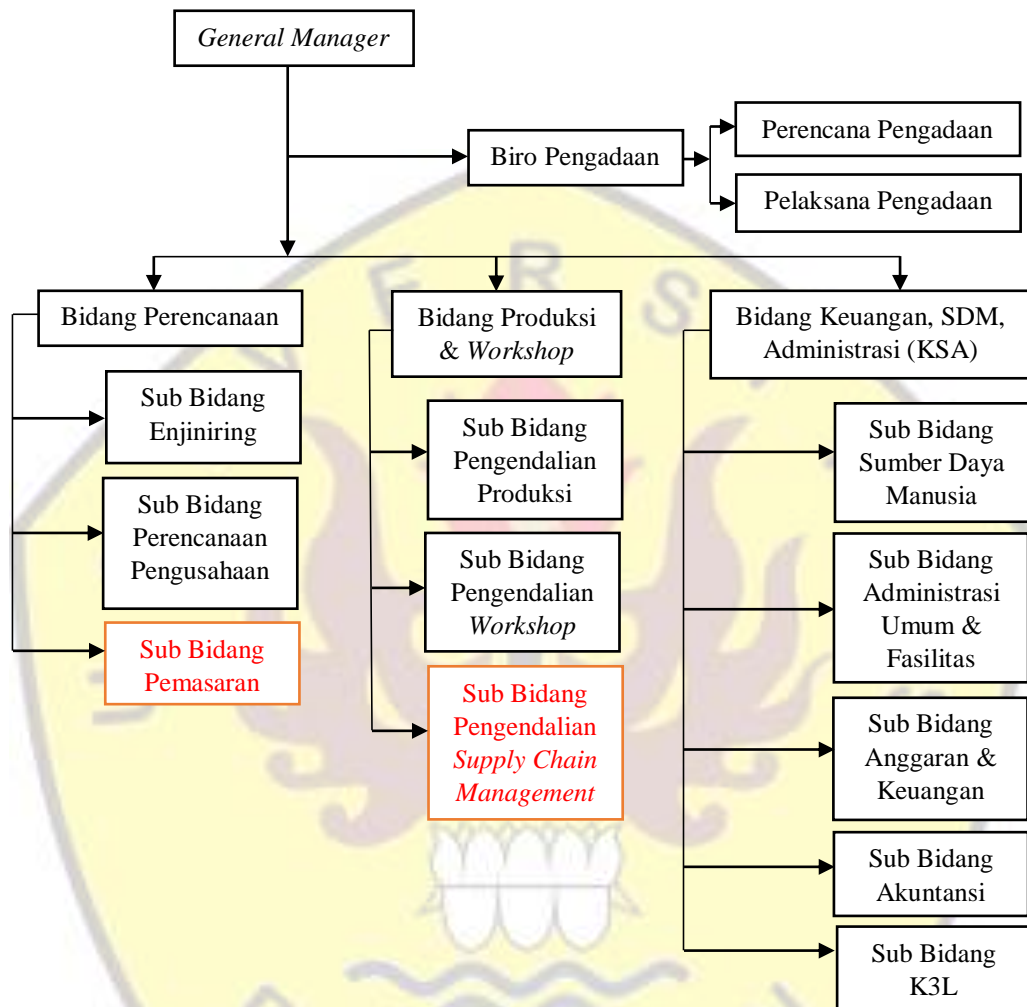 General Manager
Biro Pengadaan
Perencana Pengadaan
Pelaksana Pengadaan
Bidang Perencanaan
Sub Bidang
Enjiniring
Sub Bidang
Perencanaan
Pengusahaan
Sub Bidang
Pemasaran
Bidang Produksi
& Workshop
Sub Bidang
Pengendalian
Produksi
Sub Bidang
Pengendalian
Workshop
Sub Bidang
Pengendalian
Supply Chain
Management
Bidang Keuangan, SDM,
Administrasi (KSA)
Sub Bidang
Sumber Daya
Manusia
Sub Bidang
Administrasi
Umum &
Fasilitas
Sub Bidang
Anggaran &
Keuangan
Sub Bidang
Akuntansi
Sub Bidang
K3L